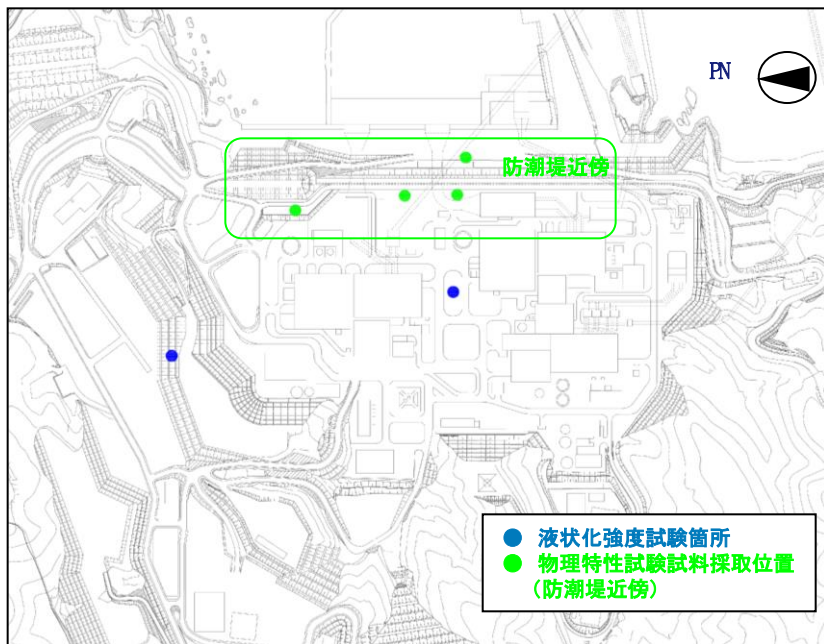 PN
防潮堤近傍
液状化強度試験箇所
物理特性試験試料採取位置
（防潮堤近傍）